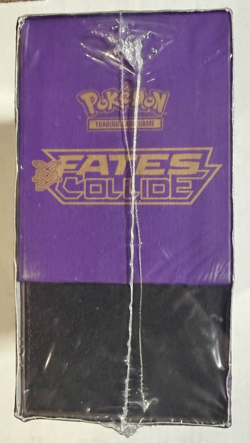 POKÉMON
TRADING CARD GAME
FATES
COLLIDE